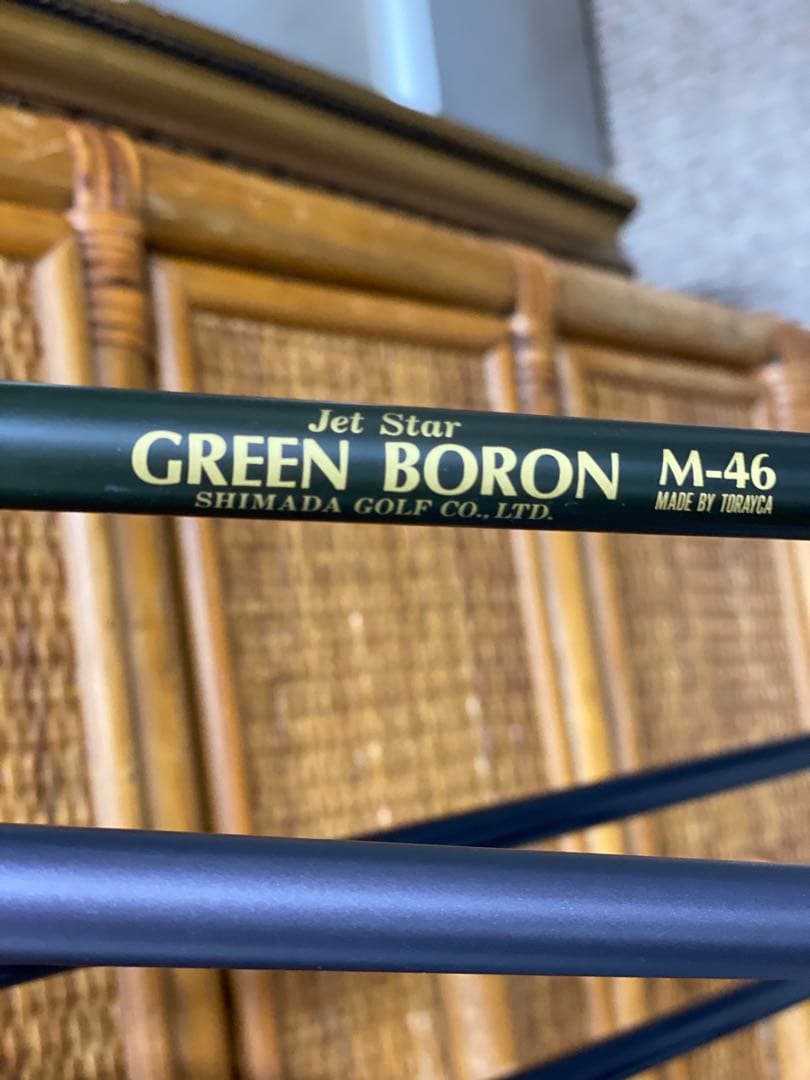 Jet Star
GREEN BORON M-46
SHIMADA GOLF CO., LTD. MADE BY TORAYCA